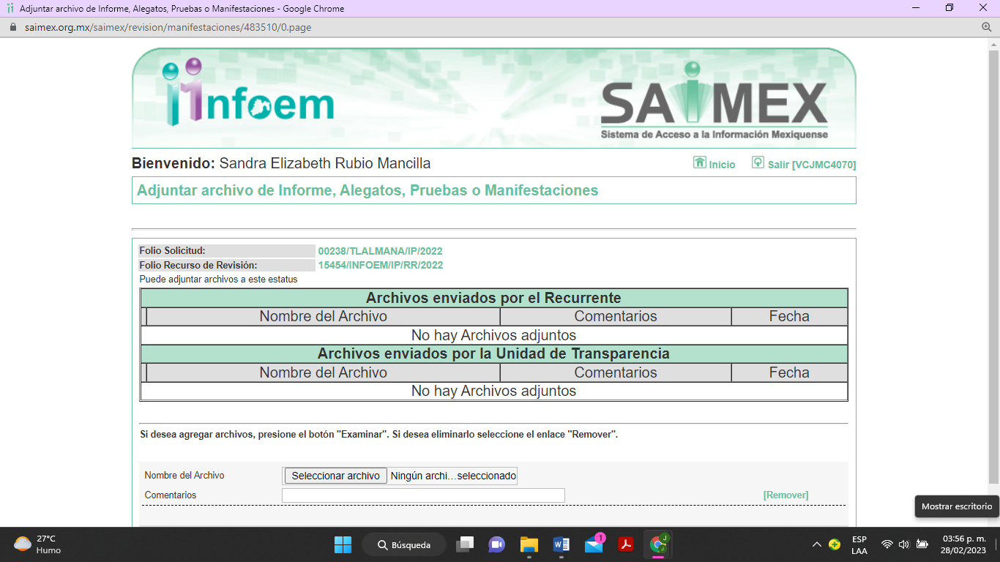 Adjuntar archivo de Informe, Alegatos, Pruebas o Manifestaciones - Google Chrome
saimex.org.mx/saimex/revision/manifestaciones/483510/0.page
infoem
SAIMEX
Sistema de Acceso a la Información Mexiquense
Bienvenido: Sandra Elizabeth Rubio Mancilla
Inicio Salir [VCJMC4070]
Adjuntar archivo de Informe, Alegatos, Pruebas o Manifestaciones
Folio Solicitud: 00238/TLALMANA/IP/2022
Folio Recurso de Revisión: 15454/INFOEM/IP/RR/2022
Puede adjuntar archivos a este estatus
Archivos enviados por el Recurrente
Nombre del Archivo Comentarios Fecha
No hay Archivos adjuntos
Archivos enviados por la Unidad de Transparencia
Nombre del Archivo Comentarios Fecha
No hay Archivos adjuntos
Si desea agregar archivos, presione el botón "Examinar". Si desea eliminarlo seleccione el enlace "Remover".
Nombre del Archivo Seleccionar archivo Ningún archi...seleccionado
Comentarios [Remover]
Mostrar escritorio
27°C
Humo
Búsqueda
1
J
J
ESP
LAA
03:56 p. m.
28/02/2023